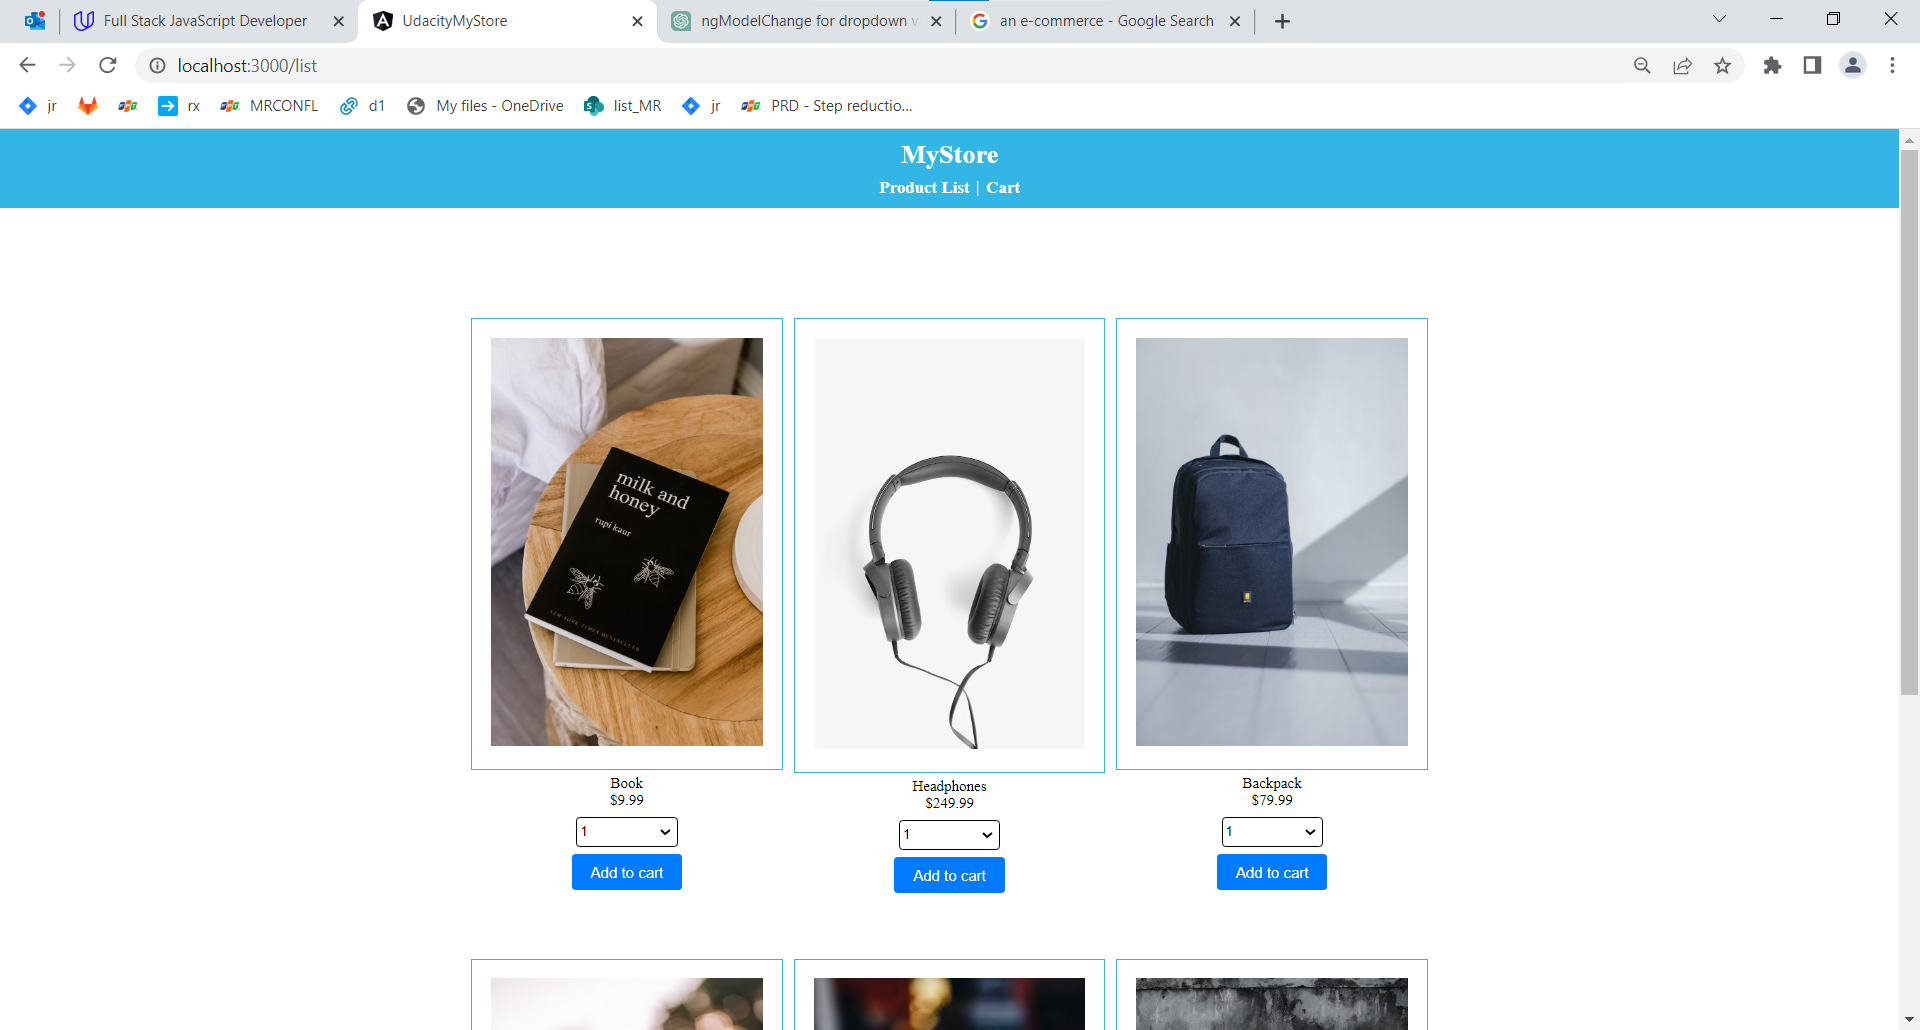 Full Stack JavaScript Developer
UdacityMyStore
ngModelChange for dropdown v
an e-commerce - Google Search
localhost:3000/list
jr
rx
MRCONFL
d1
My files - OneDrive
list_MR
jr
PRD - Step reductio...
MyStore
Product List | Cart
milk and
honey
rupi kaur
NEW YORK TIMES BESTSELLER
Book
$9.99
1
Add to cart
Headphones
$249.99
1
Add to cart
Backpack
$79.99
1
Add to cart